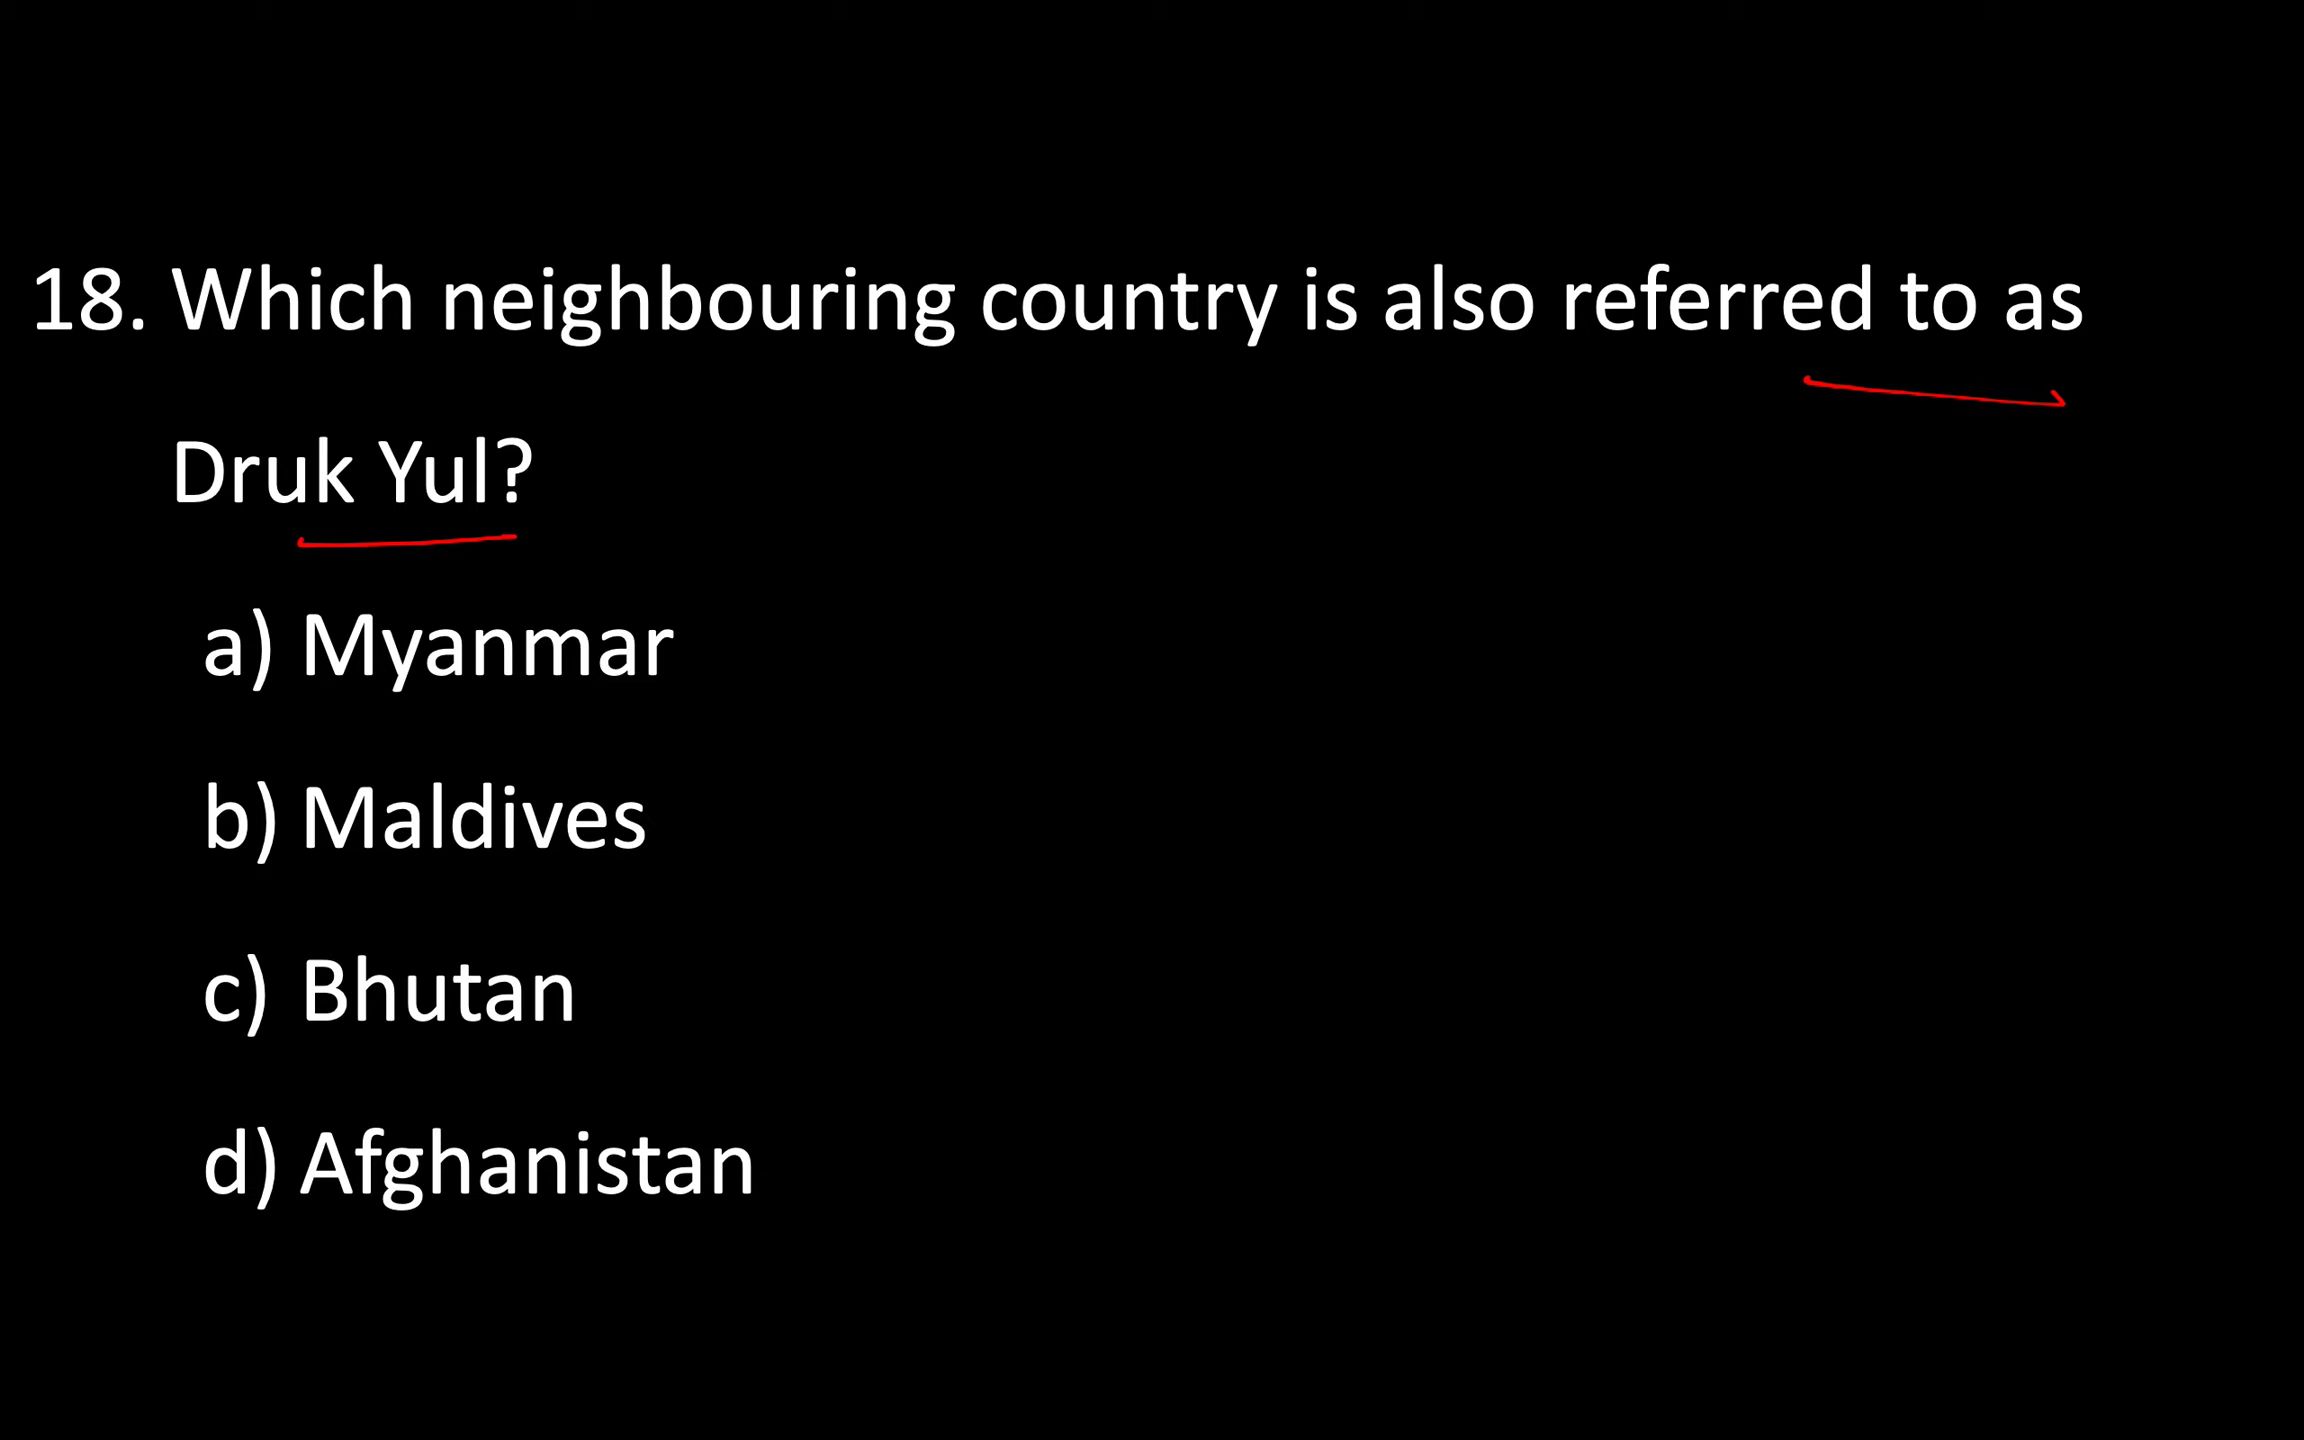 18. Which neighbouring country is also referred to as
Druk Yul?
a) Myanmar
b) Maldives
c) Bhutan
d) Afghanistan